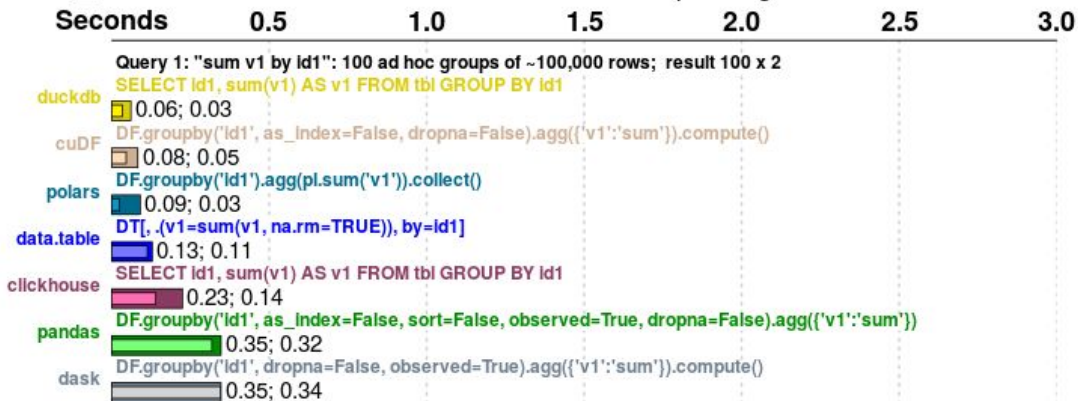 Seconds 0.5 1.0 1.5 2.0 2.5 3.0
Query 1: "sum v1 by id1": 100 ad hoc groups of ~100,000 rows; result 100 x 2
SELECT id1, sum(v1) AS v1 FROM tbl GROUP BY id1
duckdb
0.06; 0.03
DF.groupby('id1', as_index=False, dropna=False).agg({'v1':'sum'}).compute()
cuDF
0.08; 0.05
DF.groupby('id1').agg(pl.sum('v1')).collect()
polars
0.09; 0.03
DT[, .(v1=sum(v1, na.rm=TRUE)), by=id1]
data.table
0.13; 0.11
SELECT id1, sum(v1) AS v1 FROM tbl GROUP BY id1
clickhouse
0.23; 0.14
DF.groupby('id1', as_index=False, sort=False, observed=True, dropna=False).agg({'v1':'sum'})
pandas
0.35; 0.32
DF.groupby('id1', dropna=False, observed=True).agg({'v1':'sum'}).compute()
dask
0.35; 0.34